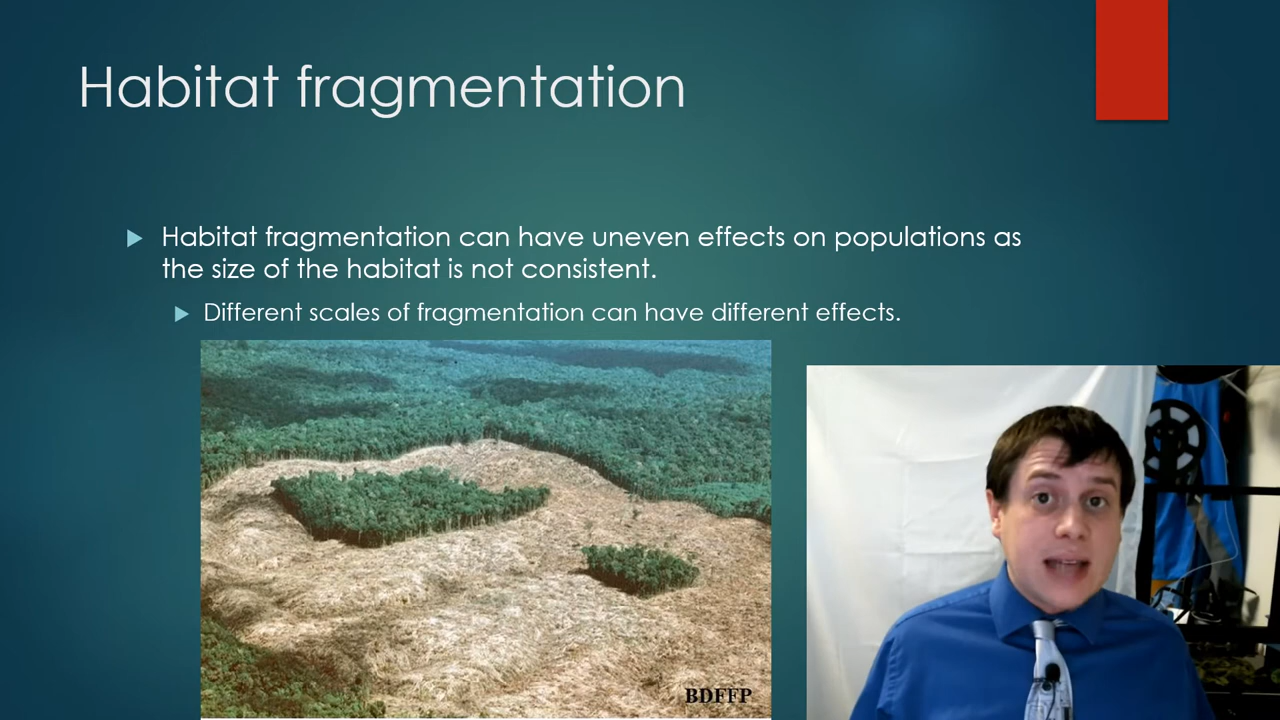 Habitat fragmentation
Habitat fragmentation can have uneven effects on populations as
the size of the habitat is not consistent.
Different scales of fragmentation can have different effects.
BDFFP